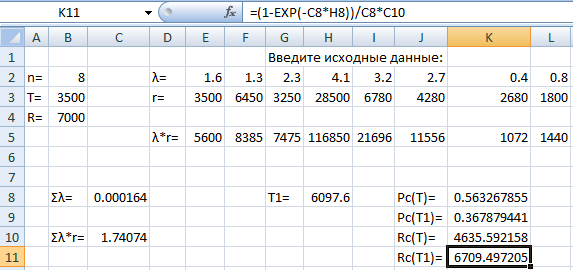 K11 fx =(1-EXP(-C8*H8))/C8*C10
A B C D E F G H I J K L
1 Введите исходные данные:
2 n= 8 λ= 1.6 1.3 2.3 4.1 3.2 2.7 0.4 0.8
3 T= 3500 r= 3500 6450 3250 28500 6780 4280 2680 1800
4 R= 7000
5 λ*r= 5600 8385 7475 116850 21696 11556 1072 1440
6
7
8 Σλ= 0.000164 T1= 6097.6 Pc(T)= 0.563267855
9 Pc(T1)= 0.367879441
10 Σλ*r= 1.74074 Rc(T)= 4635.592158
11 Rc(T1)= 6709.497205